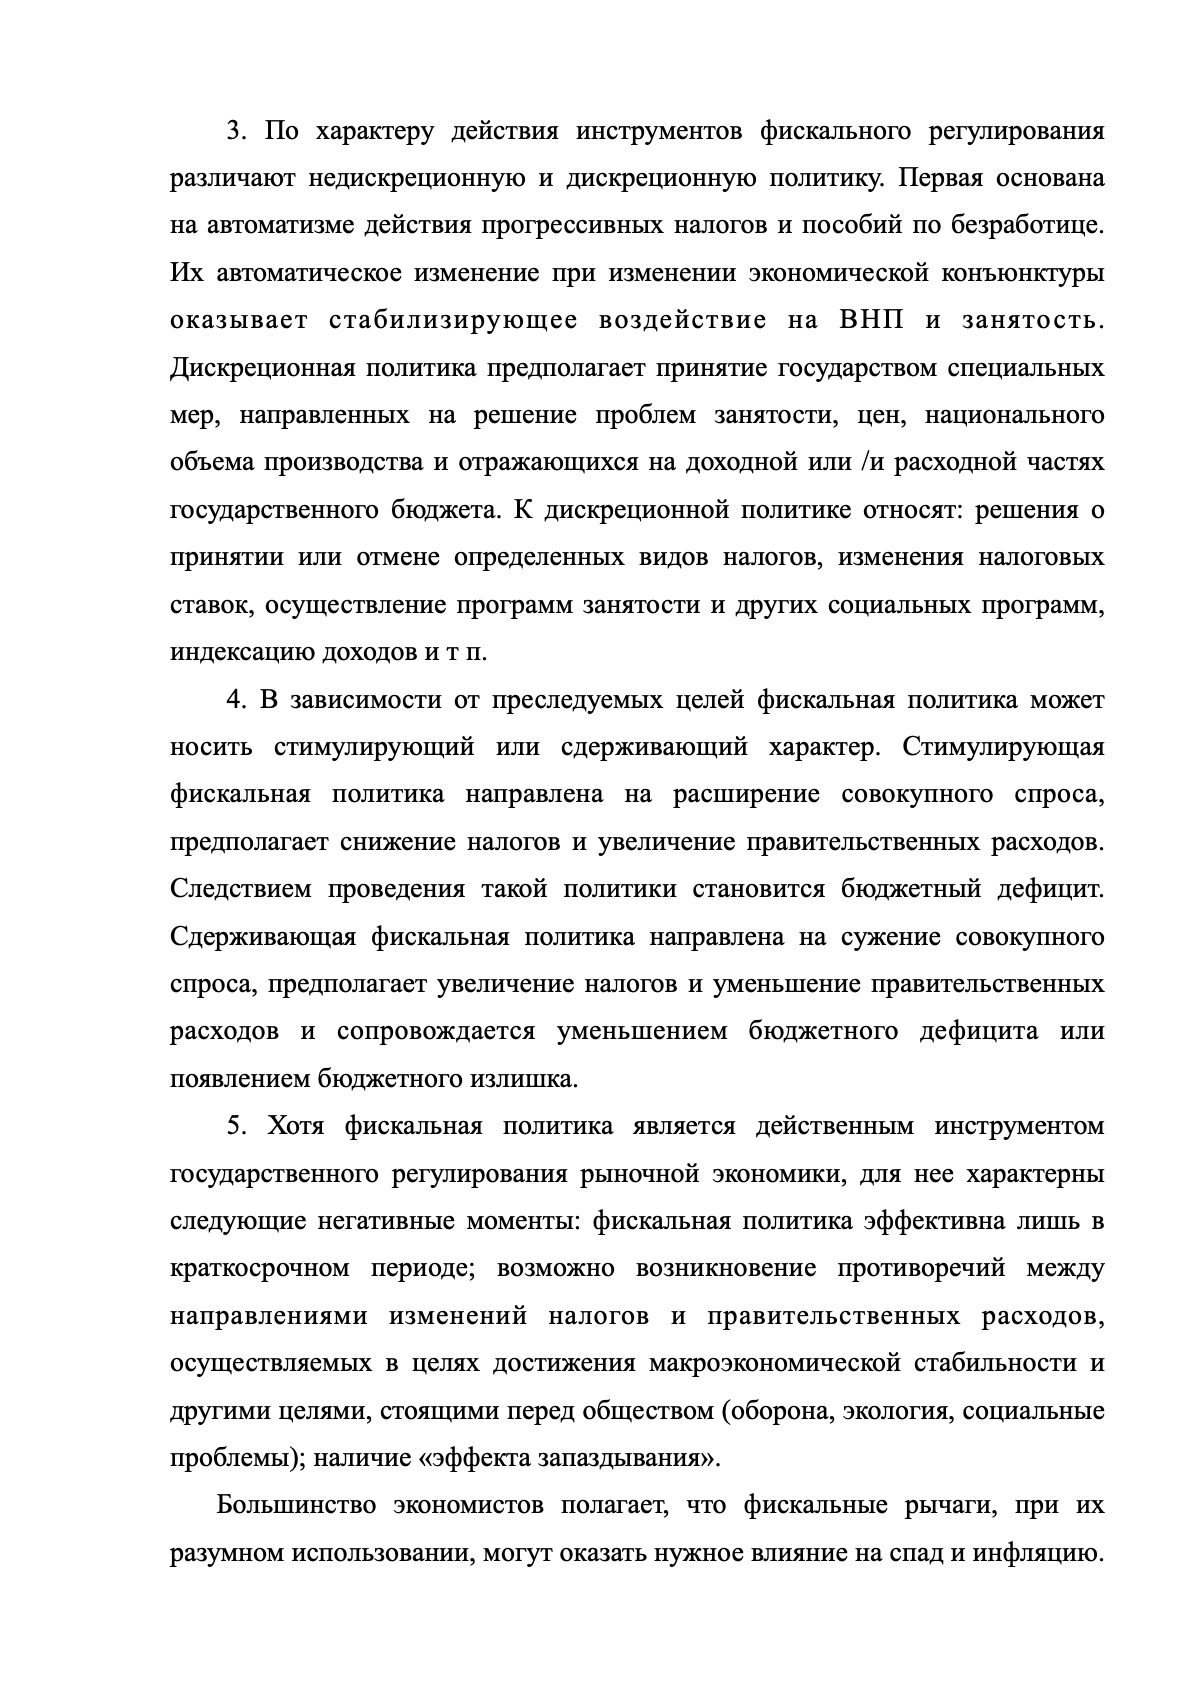 3. По характеру действия инструментов фискального регулирования
различают недискреционную и дискреционную политику. Первая основана
на автоматизме действия прогрессивных налогов и пособий по безработице.
Их автоматическое изменение при изменении экономической конъюнктуры
оказывает стабилизирующее воздействие на ВНП и занятость.
Дискреционная политика предполагает принятие государством специальных
мер, направленных на решение проблем занятости, цен, национального
объема производства и отражающихся на доходной или /и расходной частях
государственного бюджета. К дискреционной политике относят: решения о
принятии или отмене определенных видов налогов, изменения налоговых
ставок, осуществление программ занятости и других социальных программ,
индексацию доходов и т п.
4. В зависимости от преследуемых целей фискальная политика может
носить стимулирующий или сдерживающий характер. Стимулирующая
фискальная политика направлена на расширение совокупного спроса,
предполагает снижение налогов и увеличение правительственных расходов.
Следствием проведения такой политики становится бюджетный дефицит.
Сдерживающая фискальная политика направлена на сужение совокупного
спроса, предполагает увеличение налогов и уменьшение правительственных
расходов и сопровождается уменьшением бюджетного дефицита или
появлением бюджетного излишка.
5. Хотя фискальная политика является действенным инструментом
государственного регулирования рыночной экономики, для нее характерны
следующие негативные моменты: фискальная политика эффективна лишь в
краткосрочном периоде; возможно возникновение противоречий между
направлениями изменений налогов и правительственных расходов,
осуществляемых в целях достижения макроэкономической стабильности и
другими целями, стоящими перед обществом (оборона, экология, социальные
проблемы); наличие «эффекта запаздывания».
Большинство экономистов полагает, что фискальные рычаги, при их
разумном использовании, могут оказать нужное влияние на спад и инфляцию.